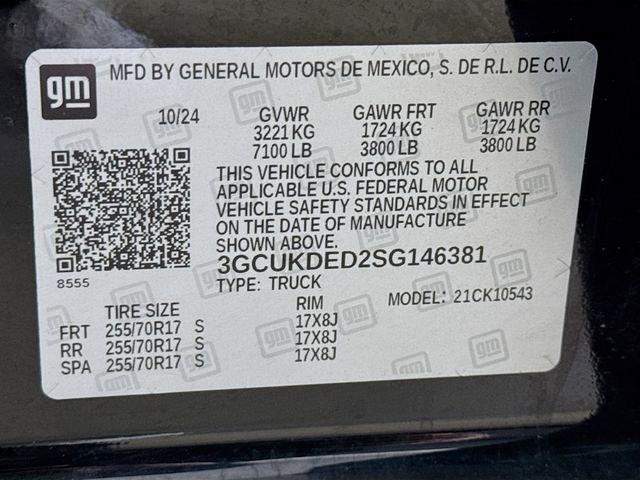 gm MFD BY GENERAL MOTORS DE MEXICO, S. DE R.L. DE C.V.
10/24 GVWR GAWR FRT GAWR RR
3221 KG 1724 KG 1724 KG
7100 LB 3800 LB 3800 LB
THIS VEHICLE CONFORMS TO ALL
APPLICABLE U.S. FEDERAL MOTOR
VEHICLE SAFETY STANDARDS IN EFFECT
ON THE DATE OF MANUFACTURE
SHOWN ABOVE.
3GCUKDED2SG146381
8555 TYPE: TRUCK MODEL: 21CK10543
TIRE SIZE RIM
FRT 255/70R17 S 17X8J
RR 255/70R17 S 17X8J
SPA 255/70R17 S 17X8J